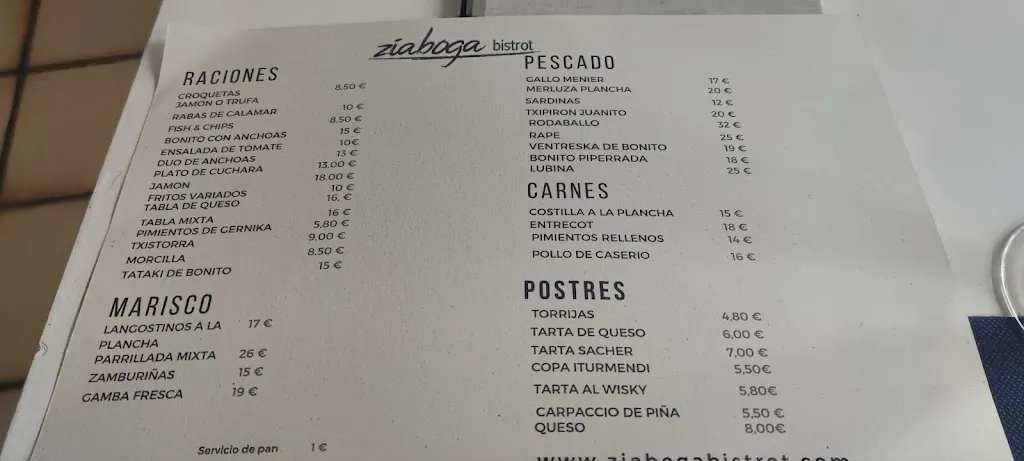 ziaboga bistrot
RACIONES
CROQUETAS 8,50 €
JAMON O TRUFA
RABAS DE CALAMAR 10 €
FISH & CHIPS 8,50 €
BONITO CON ANCHOAS 15 €
ENSALADA DE TOMATE 10€
DUO DE ANCHOAS 13 €
PLATO DE CUCHARA 13,00 €
JAMON 18,00 €
FRITOS VARIADOS 10 €
TABLA DE QUESO 16, €
TABLA MIXTA 16 €
PIMIENTOS DE GERNIKA 5,80 €
TXISTORRA 9,00 €
MORCILLA 8,50 €
TATAKI DE BONITO 15 €
MARISCO
LANGOSTINOS A LA 17 €
PLANCHA
PARRILLADA MIXTA 26 €
ZAMBURIÑAS 15 €
GAMBA FRESCA 19 €
Servicio de pan 1 €
PESCADO
GALLO MENIER 17 €
MERLUZA PLANCHA 20 €
SARDINAS 12 €
TXIPIRON JUANITO 20 €
RODABALLO 32 €
RAPE 25 €
VENTRESKA DE BONITO 19 €
BONITO PIPERRADA 18 €
LUBINA 25 €
CARNES
COSTILLA A LA PLANCHA 15 €
ENTRECOT 18 €
PIMIENTOS RELLENOS 14 €
POLLO DE CASERIO 16 €
POSTRES
TORRIJAS 4,80 €
TARTA DE QUESO 6,00 €
TARTA SACHER 7,00 €
COPA ITURMENDI 5,50€
TARTA AL WISKY 5,80€
CARPACCIO DE PIÑA 5,50 €
QUESO 8,00€
www.ziabogabistrot.com